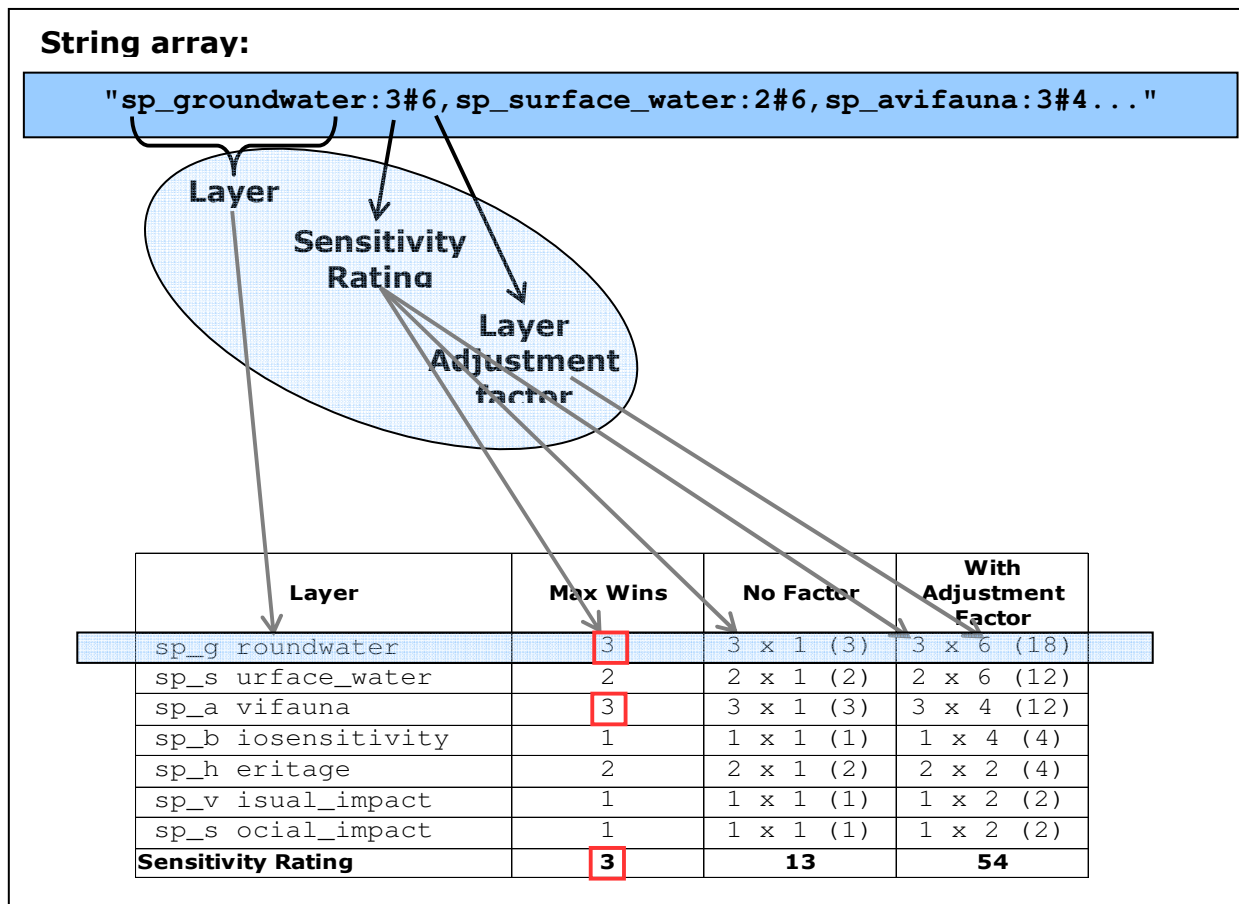 String array:
"sp_groundwater:3#6,sp_surface_water:2#6,sp_avifauna:3#4..."
Layer
Sensitivity
Rating
Layer
Adjustment
factor
Layer Max Wins No Factor With Adjustment Factor
sp_g roundwater 3 3 x 1 (3) 3 x 6 (18)
sp_s urface_water 2 2 x 1 (2) 2 x 6 (12)
sp_a vifauna 3 3 x 1 (3) 3 x 4 (12)
sp_b iosensitivity 1 1 x 1 (1) 1 x 4 (4)
sp_h eritage 2 2 x 1 (2) 2 x 2 (4)
sp_v isual_impact 1 1 x 1 (1) 1 x 2 (2)
sp_s ocial_impact 1 1 x 1 (1) 1 x 2 (2)
Sensitivity Rating 3 13 54